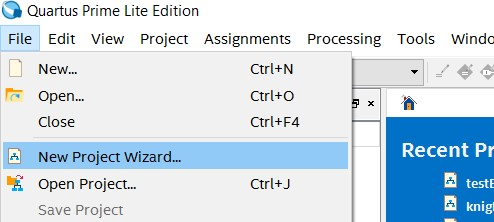 Quartus Prime Lite Edition
File Edit View Project Assignments Processing Tools Windo
New... Ctrl+N
Open... Ctrl+O
Close Ctrl+F4
Recent Pr
New Project Wizard...
testE
Open Project... Ctrl+J
knigt
Save Project